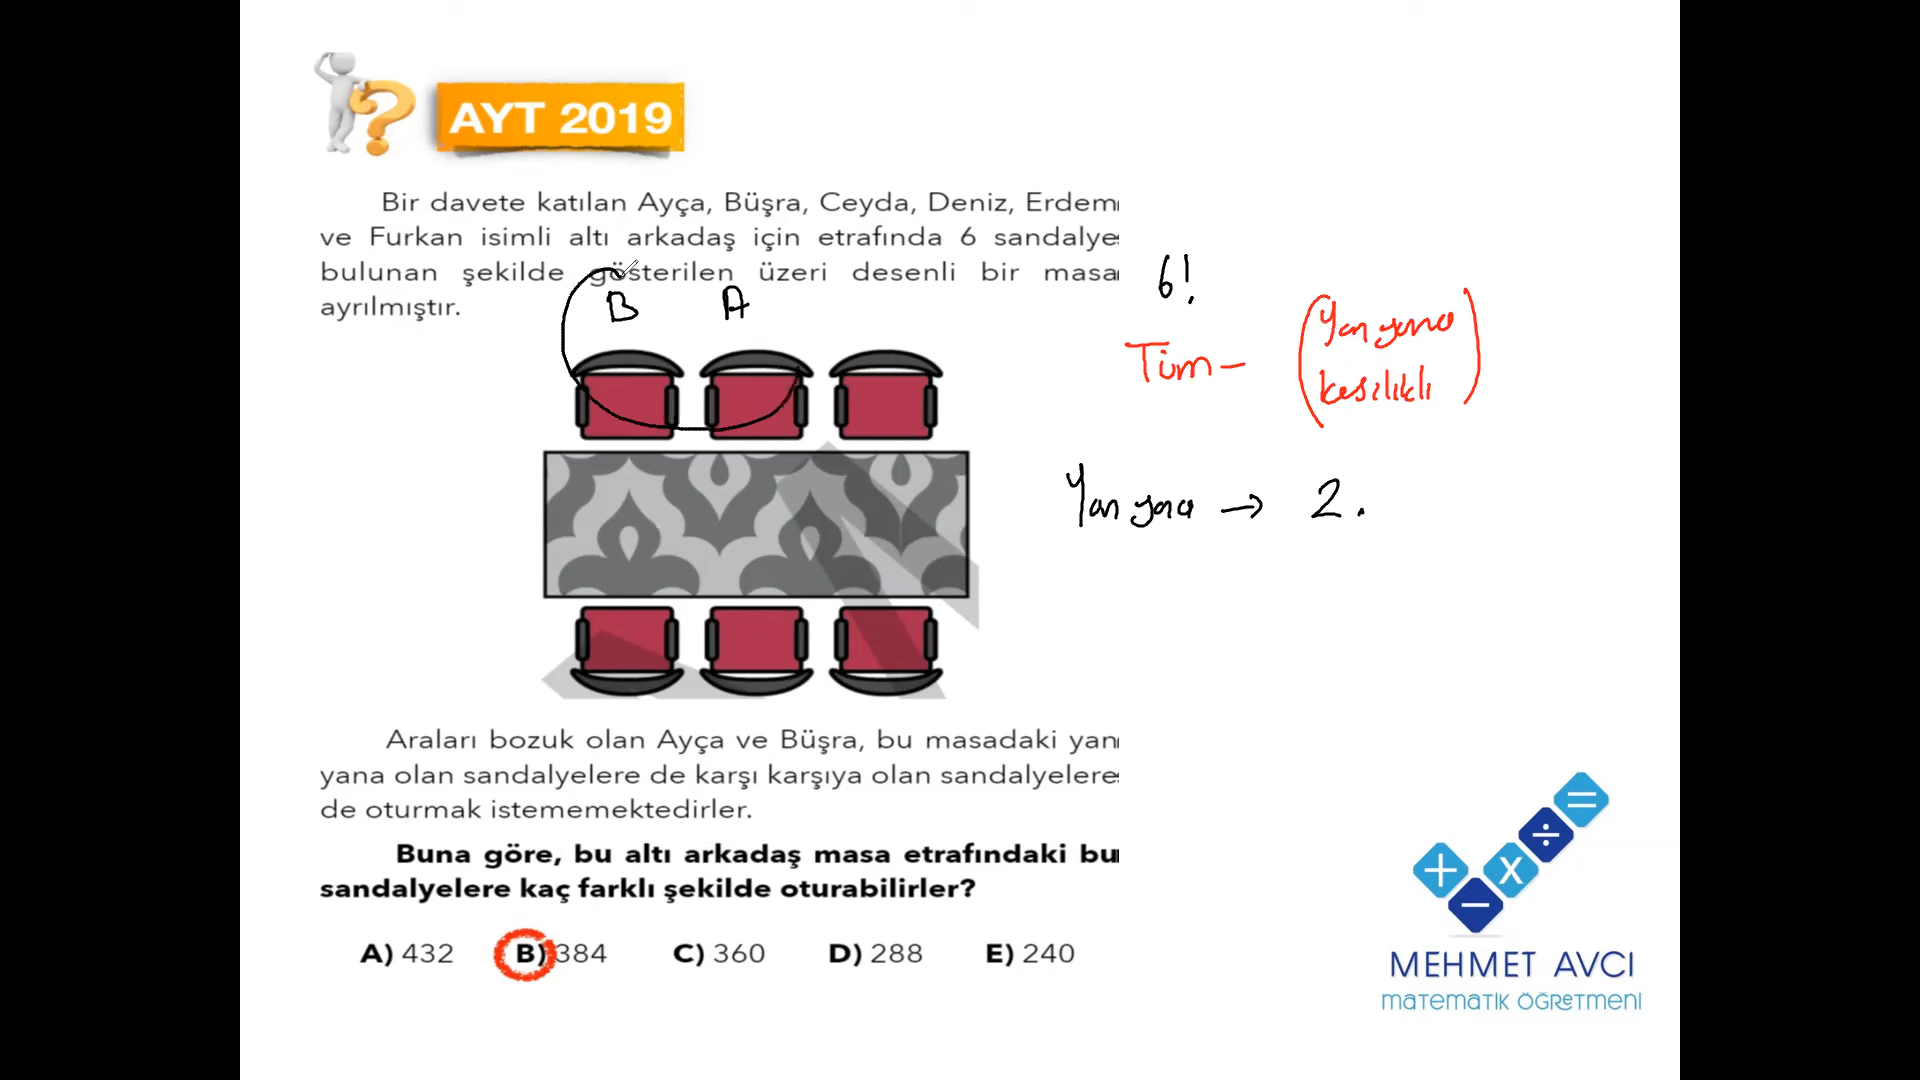 AYT 2019
Bir davete katılan Ayça, Büşra, Ceyda, Deniz, Erdem
ve Furkan isimli altı arkadaş için etrafında 6 sandalye
bulunan şekilde gösterilen üzeri desenli bir masa
ayrılmıştır.
B A
6!
Tüm - (Yan yana
kesılıklı)
Yan yana → 2.
Araları bozuk olan Ayça ve Büşra, bu masadaki yan
yana olan sandalyelere de karşı karşıya olan sandalyelere
de oturmak istememektedirler.
Buna göre, bu altı arkadaş masa etrafındaki bu
sandalyelere kaç farklı şekilde oturabilirler?
A) 432 B) 384 C) 360 D) 288 E) 240
+ x ÷ = −
MEHMET AVCI
matematik öğretmeni